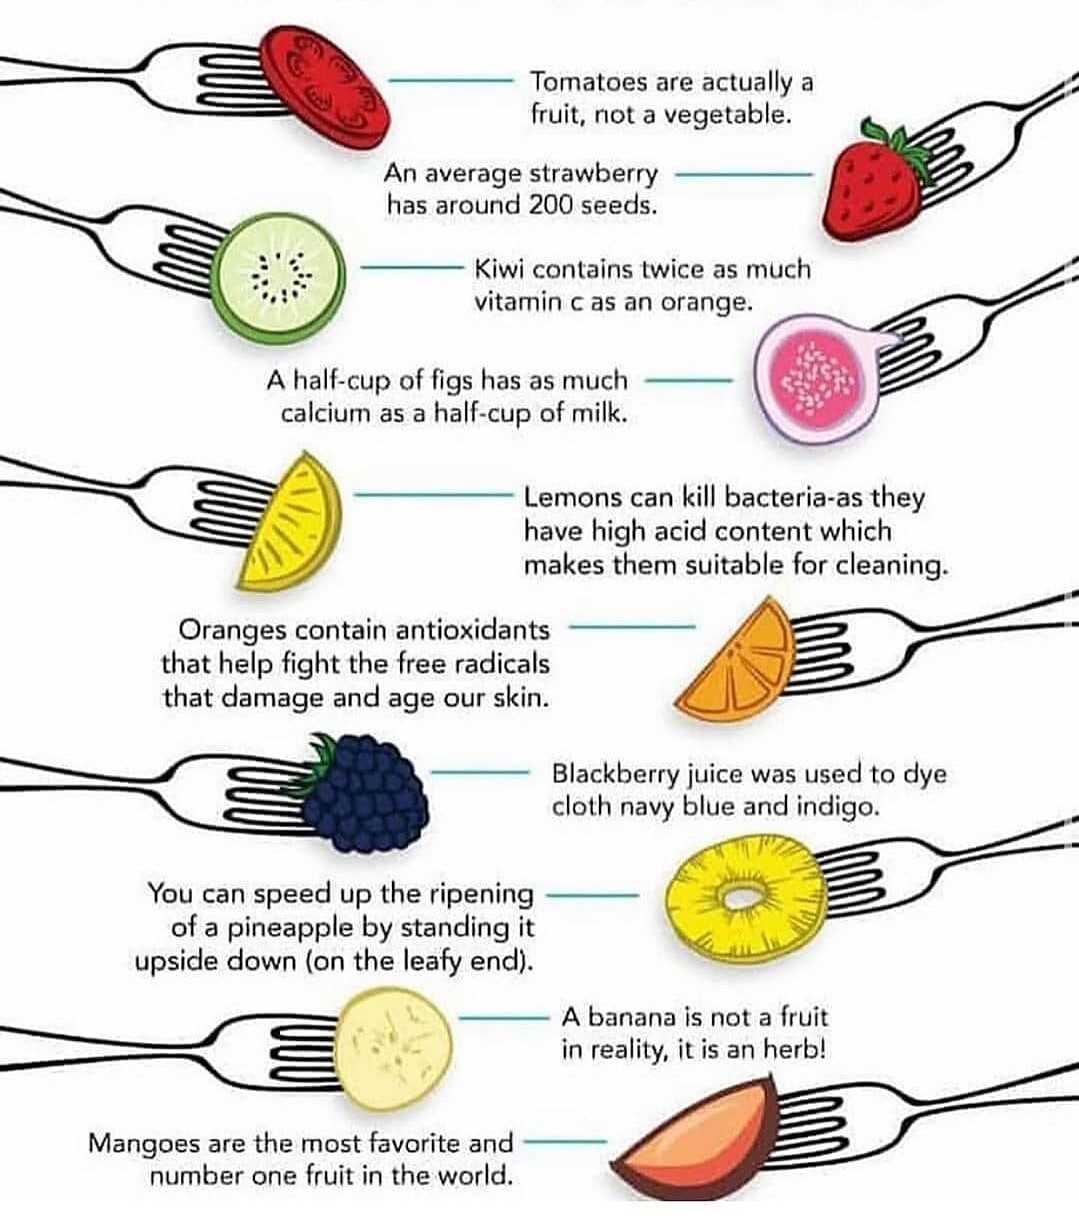 Tomatoes are actually a
fruit, not a vegetable.
An average strawberry
has around 200 seeds.
Kiwi contains twice as much
vitamin c as an orange.
A half-cup of figs has as much
calcium as a half-cup of milk.
Lemons can kill bacteria-as they
have high acid content which
makes them suitable for cleaning.
Oranges contain antioxidants
that help fight the free radicals
that damage and age our skin.
Blackberry juice was used to dye
cloth navy blue and indigo.
You can speed up the ripening
of a pineapple by standing it
upside down (on the leafy end).
A banana is not a fruit
in reality, it is an herb!
Mangoes are the most favorite and
number one fruit in the world.